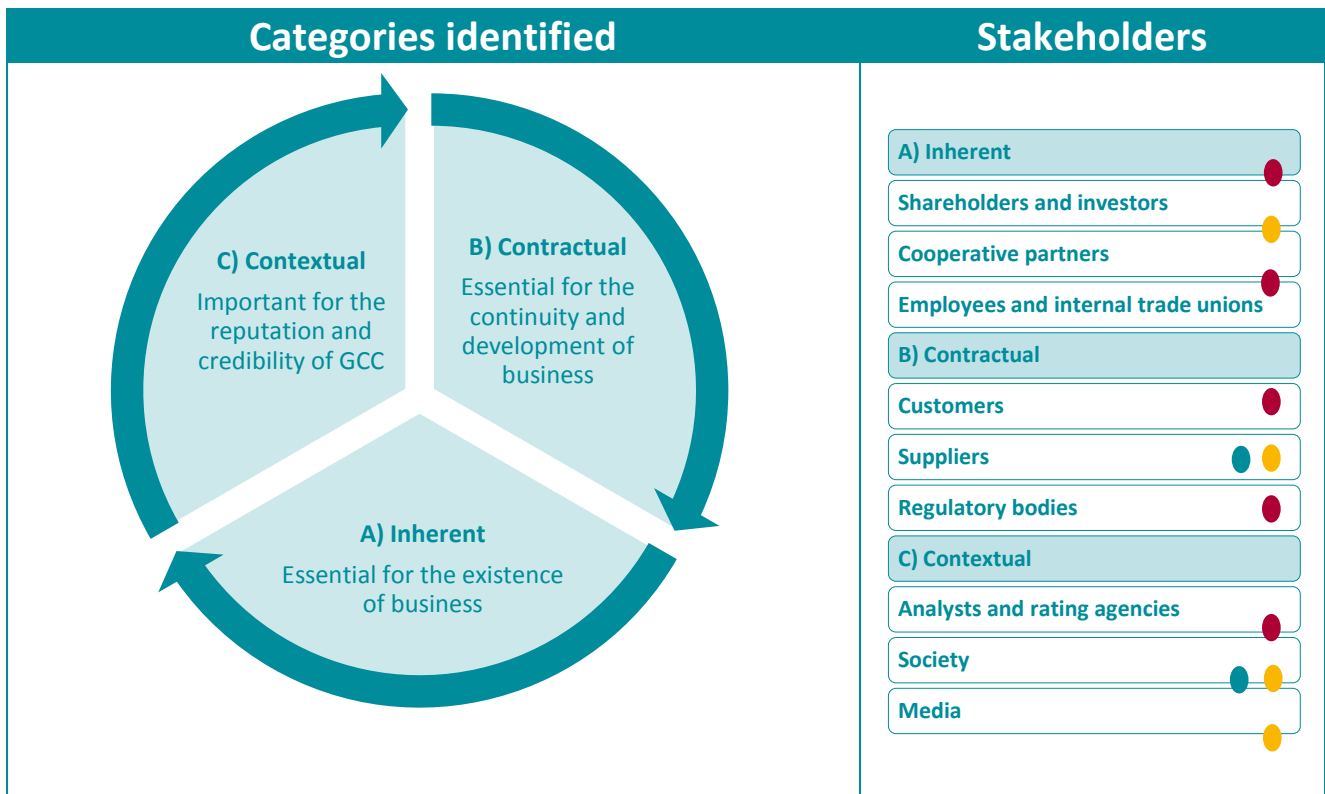 Categories identified
Stakeholders
C) Contextual
Important for the
reputation and
credibility of GCC
B) Contractual
Essential for the
continuity and
development of
business
A) Inherent
Essential for the existence
of business
A) Inherent
Shareholders and investors
Cooperative partners
Employees and internal trade unions
B) Contractual
Customers
Suppliers
Regulatory bodies
C) Contextual
Analysts and rating agencies
Society
Media